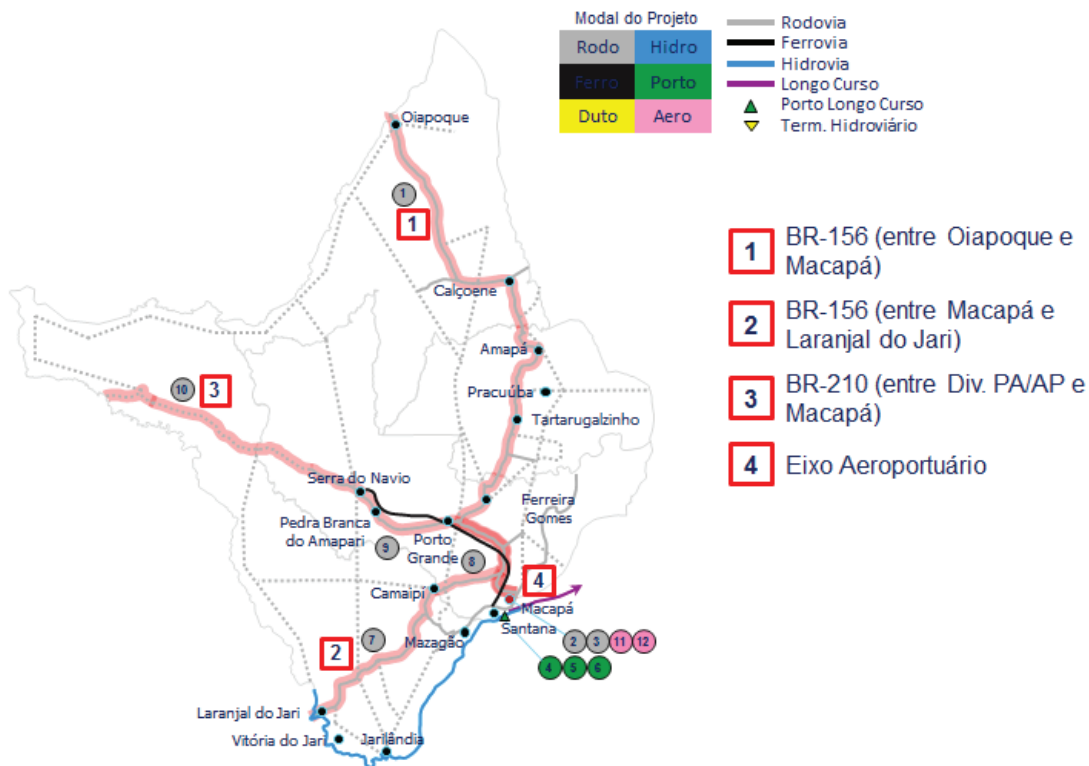 Modal do Projeto
Rodo
Hidro
Ferro
Porto
Duto
Aero
Rodovia
Ferrovia
Hidrovia
Longo Curso
Porto Longo Curso
Term. Hidroviário
1
BR-156 (entre Oiapoque e
Macapá)
2
BR-156 (entre Macapá e
Laranjal do Jari)
3
BR-210 (entre Div. PA/AP e
Macapá)
4
Eixo Aeroportuário
Oiapoque
1
1
Calçoene
Amapá
10
3
Pracuúba
Tartarugalzinho
Serra do Navio
Ferreira
Gomes
Pedra Branca
do Amapari
Porto
Grande
9
8
4
Camaipi
Macapá
Santana
Mazagão
7
2
2
3
11
12
4
5
6
Laranjal do Jari
Vitória do Jari
Jarilândia